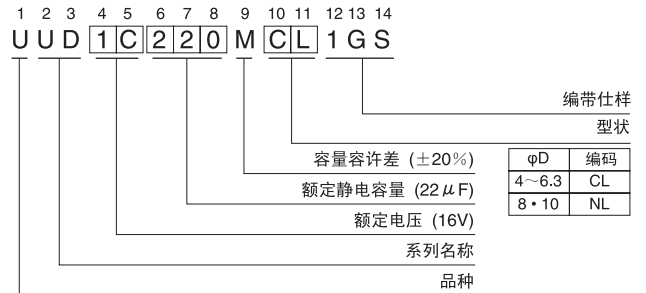 1 2 3 4 5 6 7 8 9 10 11 12 13 14
U U D 1 C 2 2 0 M C L 1 G S
编带仕样
型状
容量容许差 (±20%)
额定静电容量 (22μF)
额定电压 (16V)
系列名称
品种
φD 编码
4~6.3 CL
8・10 NL